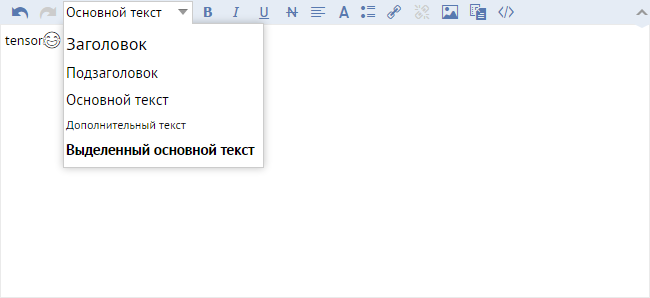 Основной текст
B I U N A
tensor
Заголовок
Подзаголовок
Основной текст
Дополнительный текст
Выделенный основной текст